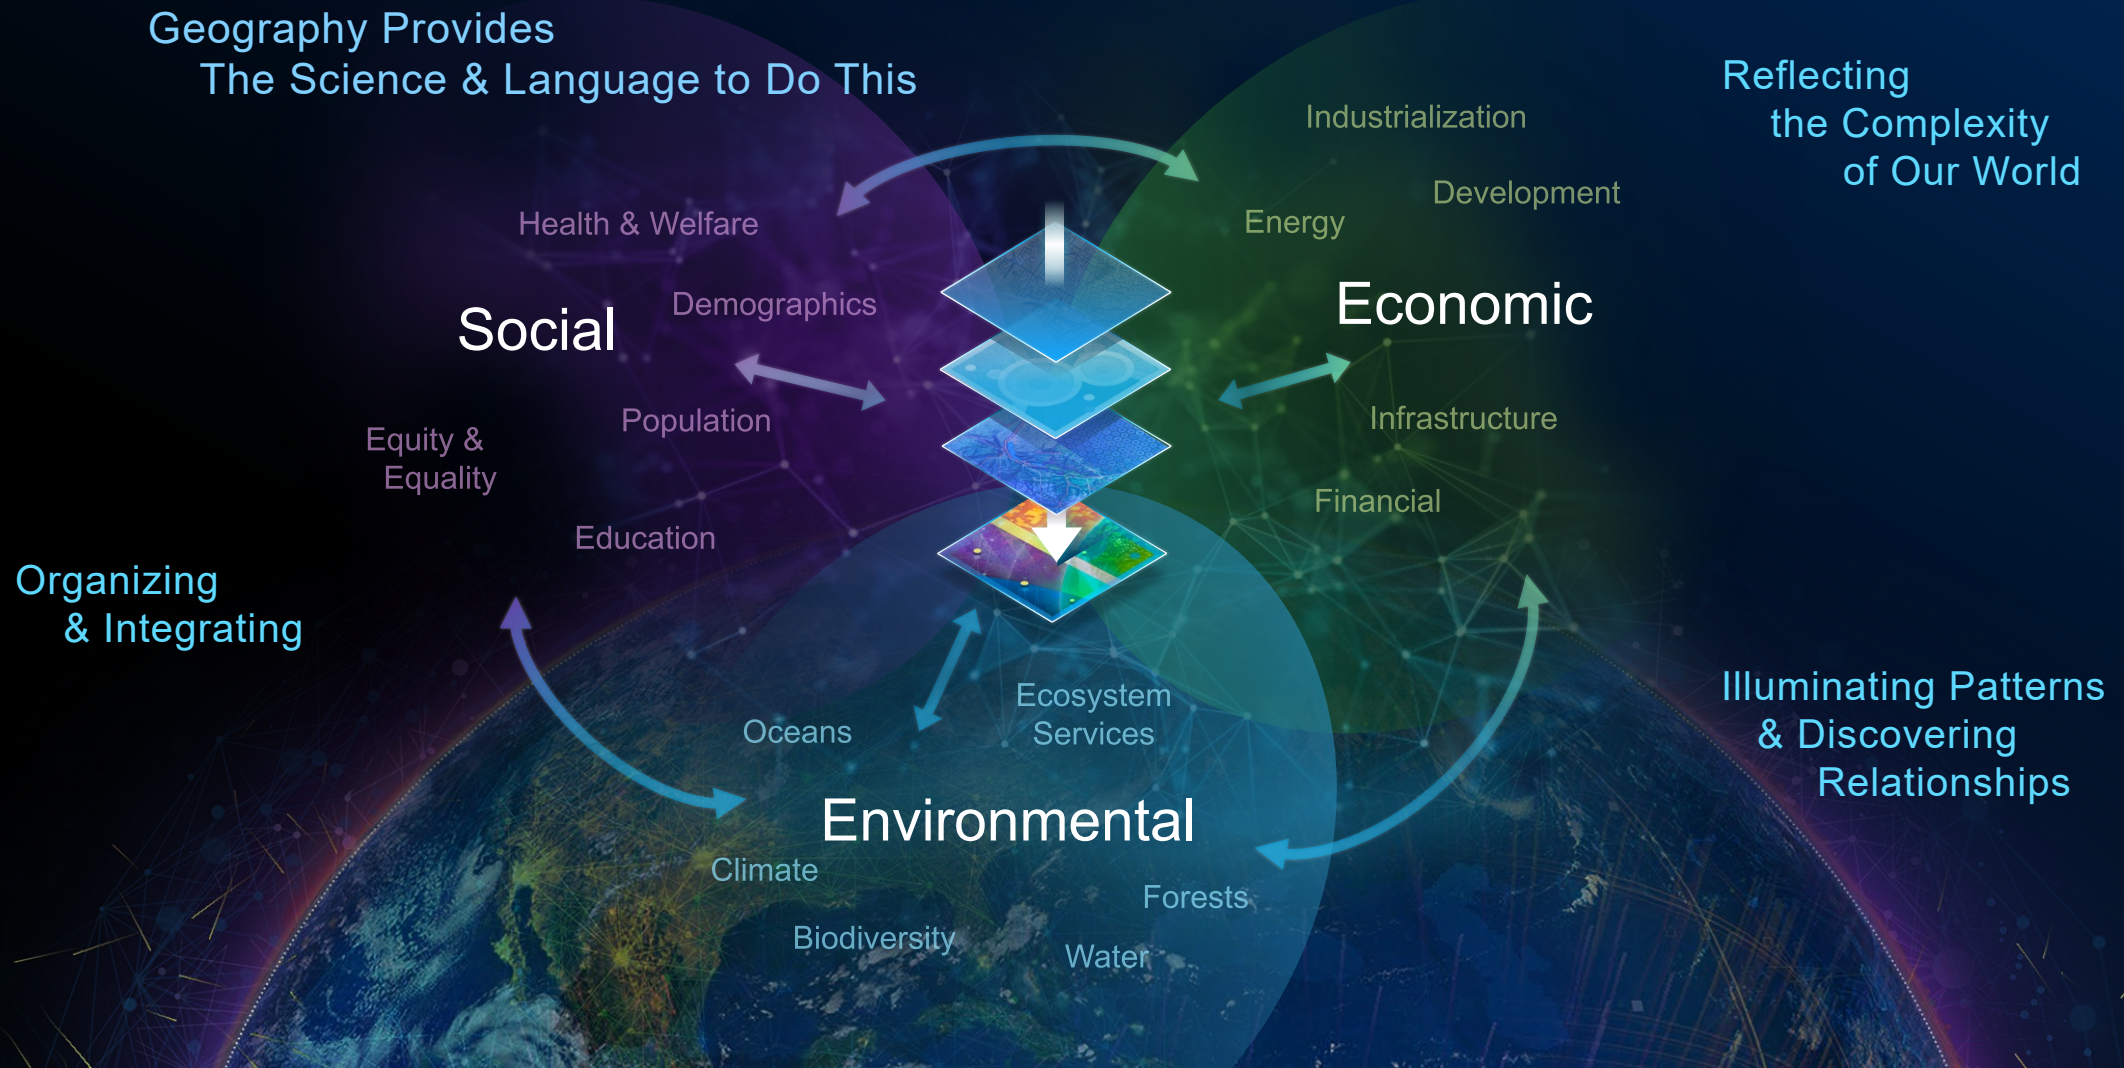 Geography Provides
The Science & Language to Do This
Reflecting
the Complexity
of Our World
Industrialization
Development
Energy
Health & Welfare
Demographics
Social
Economic
Population
Equity &
Equality
Education
Infrastructure
Financial
Organizing
& Integrating
Illuminating Patterns
& Discovering
Relationships
Oceans
Ecosystem
Services
Environmental
Climate
Forests
Biodiversity
Water